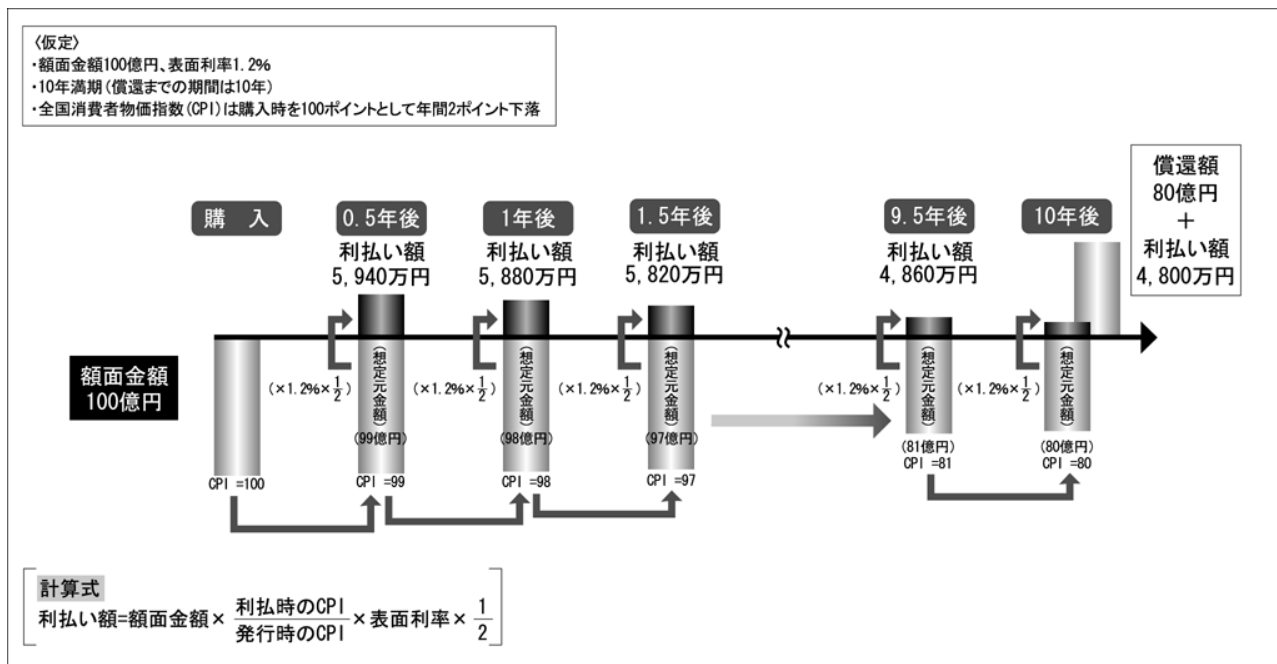 〈仮定〉
・額面金額100億円、表面利率1.2%
・10年満期(償還までの期間は10年)
・全国消費者物価指数(CPI)は購入時を100ポイントとして年間2ポイント下落
償還額
80億円
+
利払い額
4,800万円
購 入
0.5年後
利払い額
5,940万円
1年後
利払い額
5,880万円
1.5年後
利払い額
5,820万円
9.5年後
利払い額
4,860万円
10年後
額面金額
100億円
CPI =100
(×1.2%×1/2)
(想定元金額)
(99億円)
CPI =99
(×1.2%×1/2)
(想定元金額)
(98億円)
CPI =98
(×1.2%×1/2)
(想定元金額)
(97億円)
CPI =97
(×1.2%×1/2)
(想定元金額)
(81億円)
CPI =81
(×1.2%×1/2)
(想定元金額)
(80億円)
CPI =80
計算式
利払い額=額面金額×利払時のCPI/発行時のCPI×表面利率×1/2